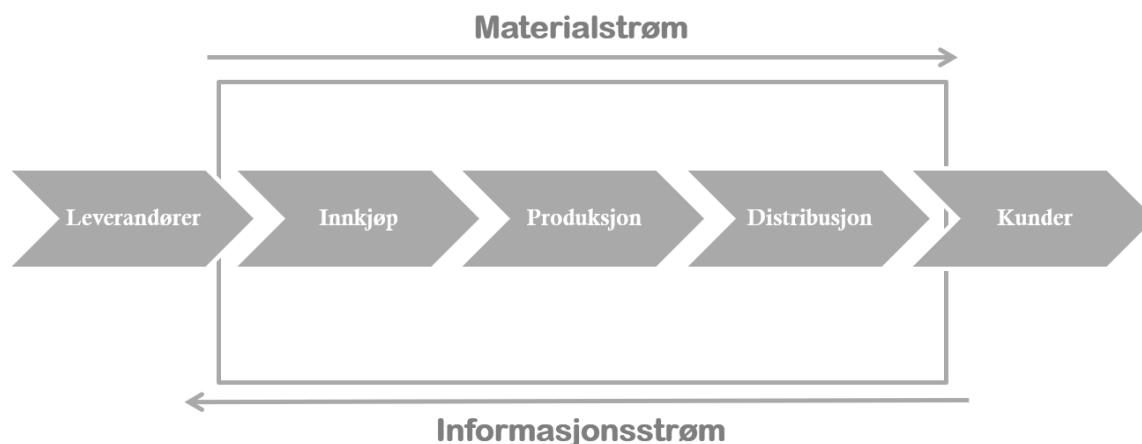 Materialstrøm
Leverandører
Innkjøp
Produksjon
Distribusjon
Kunder
Informasjonsstrøm